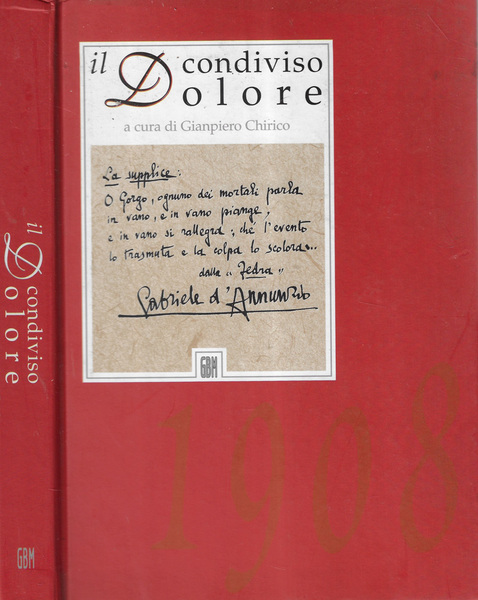 il condiviso
Dolore
a cura di Gianpiero Chirico
La supplice:
O Gorgo, ognuno dei mortali parla
in vano, e in vano piange,
e in vano si rallegra; ché l'evento
lo trasmuta e la colpa lo scolora...
dalla "Fedra"
Gabriele d'Annunzio
GBM
1908
il condiviso
Dolore
GBM